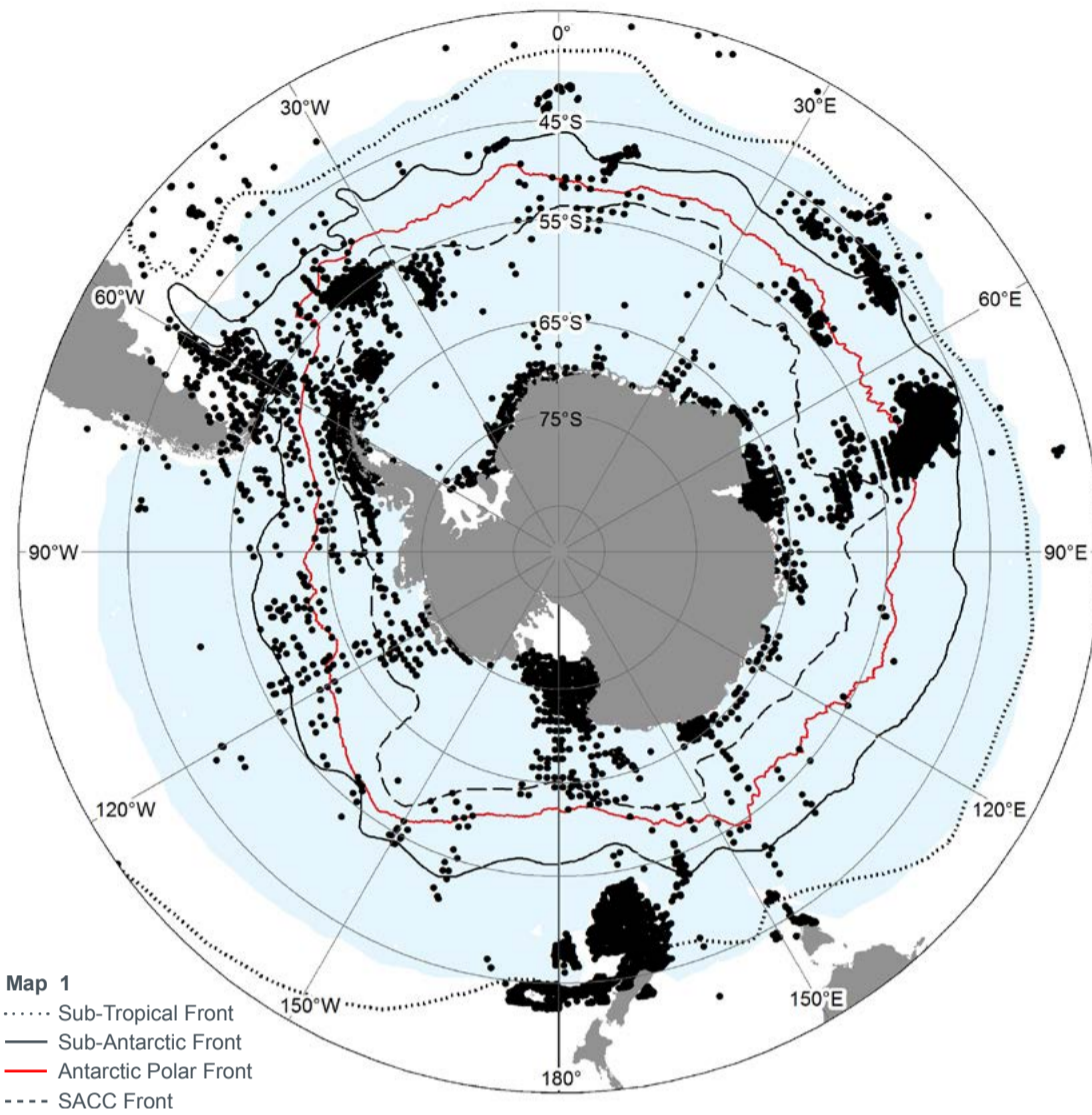 0°
30°W
30°E
45°S
55°S
60°W
60°E
65°S
75°S
90°W
90°E
120°W
120°E
Map 1
150°W
150°E
Sub-Tropical Front
Sub-Antarctic Front
Antarctic Polar Front
180°
SACC Front